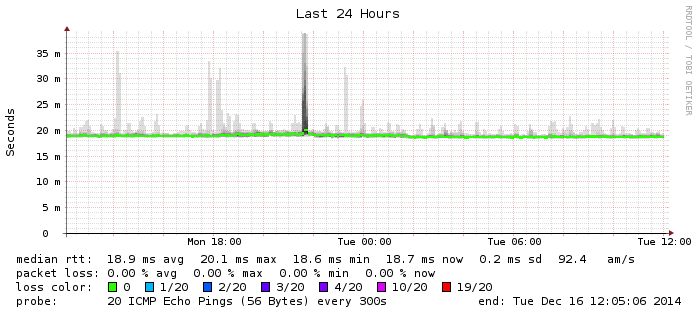 Last 24 Hours
RRDTOOL / TOBI OETIKER
Seconds
35 m
30 m
25 m
20 m
15 m
10 m
5 m
0
Mon 18:00 Tue 00:00 Tue 06:00 Tue 12:00
median rtt: 18.9 ms avg 20.1 ms max 18.6 ms min 18.7 ms now 0.2 ms sd 92.4 am/s
packet loss: 0.00 % avg 0.00 % max 0.00 % min 0.00 % now
loss color: 0 1/20 2/20 3/20 4/20 10/20 19/20
probe: 20 ICMP Echo Pings (56 Bytes) every 300s end: Tue Dec 16 12:05:06 2014